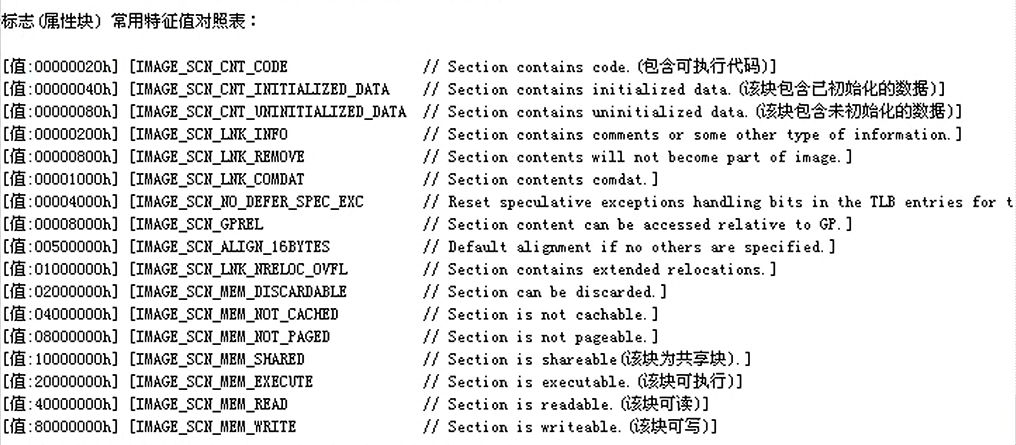 标志(属性块) 常用特征值对照表：
[值:00000020h] [IMAGE_SCN_CNT_CODE // Section contains code.(包含可执行代码)]
[值:00000040h] [IMAGE_SCN_CNT_INITIALIZED_DATA // Section contains initialized data.(该块包含已初始化的数据)]
[值:00000080h] [IMAGE_SCN_CNT_UNINITIALIZED_DATA // Section contains uninitialized data.(该块包含未初始化的数据)]
[值:00000200h] [IMAGE_SCN_LNK_INFO // Section contains comments or some other type of information.]
[值:00000800h] [IMAGE_SCN_LNK_REMOVE // Section contents will not become part of image.]
[值:00001000h] [IMAGE_SCN_LNK_COMDAT // Section contents comdat.]
[值:00004000h] [IMAGE_SCN_NO_DEFER_SPEC_EXC // Reset speculative exceptions handling bits in the TLB entries for t
[值:00008000h] [IMAGE_SCN_GPREL // Section content can be accessed relative to GP.]
[值:00500000h] [IMAGE_SCN_ALIGN_16BYTES // Default alignment if no others are specified.]
[值:01000000h] [IMAGE_SCN_LNK_NRELOC_OVFL // Section contains extended relocations.]
[值:02000000h] [IMAGE_SCN_MEM_DISCARDABLE // Section can be discarded.]
[值:04000000h] [IMAGE_SCN_MEM_NOT_CACHED // Section is not cachable.]
[值:08000000h] [IMAGE_SCN_MEM_NOT_PAGED // Section is not pageable.]
[值:10000000h] [IMAGE_SCN_MEM_SHARED // Section is shareable(该块为共享块).]
[值:20000000h] [IMAGE_SCN_MEM_EXECUTE // Section is executable.(该块可执行)]
[值:40000000h] [IMAGE_SCN_MEM_READ // Section is readable.(该块可读)]
[值:80000000h] [IMAGE_SCN_MEM_WRITE // Section is writeable.(该块可写)]